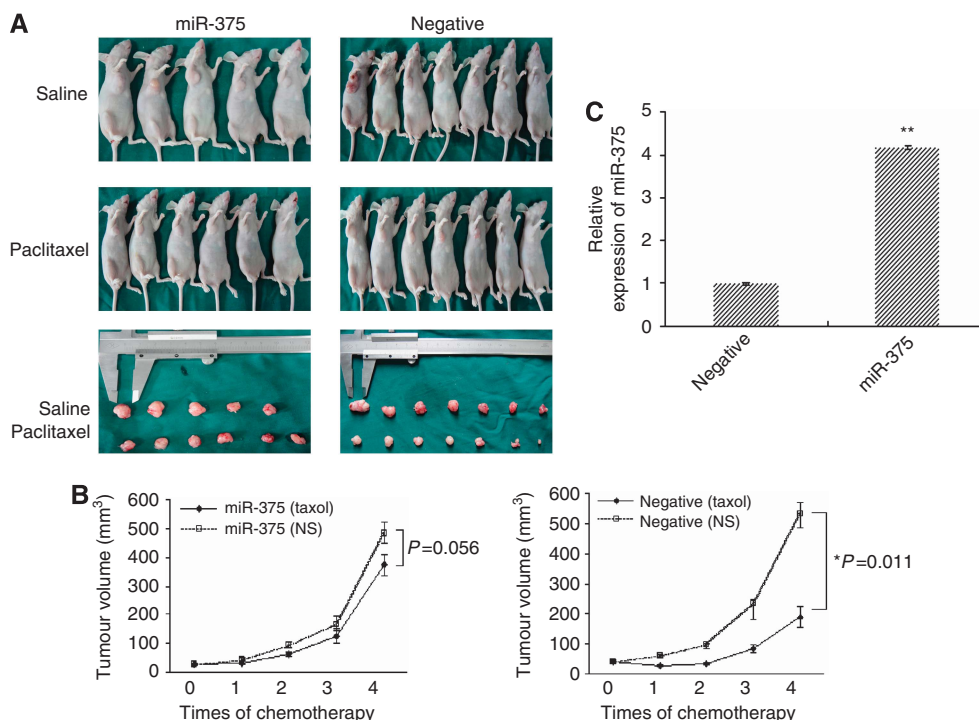 A
miR-375
Negative
Saline
Paclitaxel
Saline
Paclitaxel
C
Relative
expression of miR-375
5
4
3
2
1
0
**
Negative
miR-375
B
Tumour volume (mm³)
600
500
400
300
200
100
0
miR-375 (taxol)
miR-375 (NS)
P=0.056
0 1 2 3 4
Times of chemotherapy
Tumour volume (mm³)
600
500
400
300
200
100
0
Negative (taxol)
Negative (NS)
*P=0.011
0 1 2 3 4
Times of chemotherapy